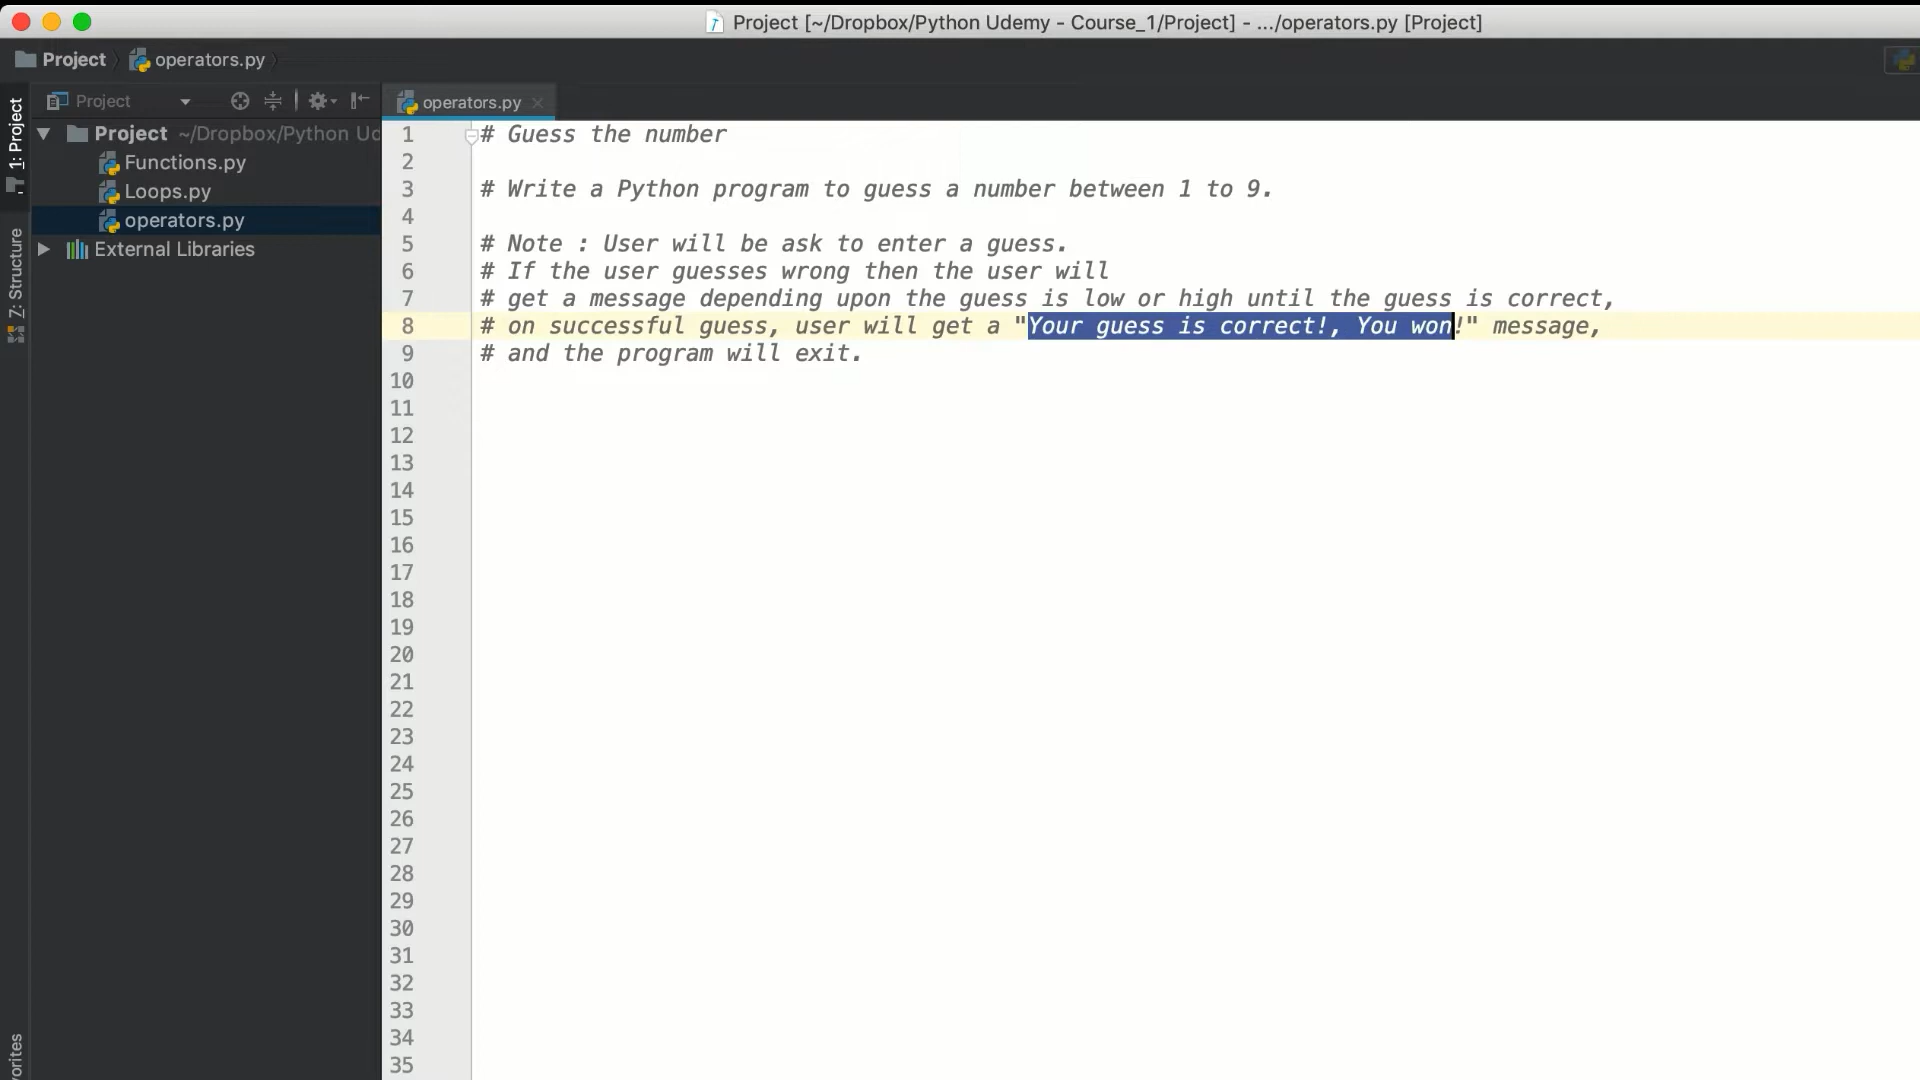 Project [~/Dropbox/Python Udemy - Course_1/Project] - .../operators.py [Project]
Project operators.py
1: Project
Z: Structure
Project
Project ~/Dropbox/Python Ud
Functions.py
Loops.py
operators.py
External Libraries
operators.py
1 # Guess the number
2
3 # Write a Python program to guess a number between 1 to 9.
4
5 # Note : User will be ask to enter a guess.
6 # If the user guesses wrong then the user will
7 # get a message depending upon the guess is low or high until the guess is correct,
8 # on successful guess, user will get a "Your guess is correct!, You won!" message,
9 # and the program will exit.
10
11
12
13
14
15
16
17
18
19
20
21
22
23
24
25
26
27
28
29
30
31
32
33
34
35
vorites